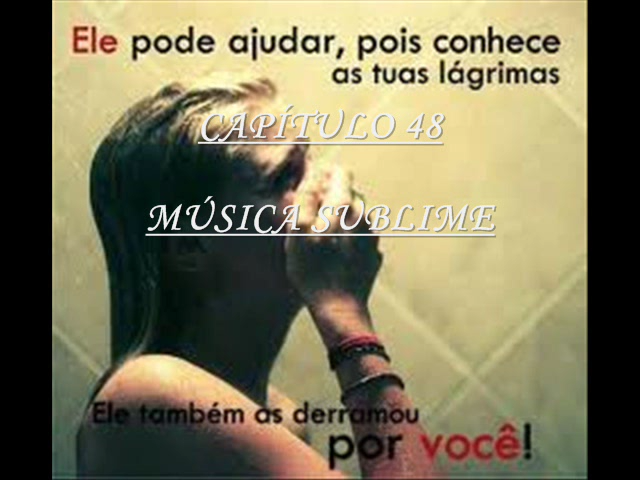 Ele pode ajudar, pois conhece
as tuas lágrimas
CAPÍTULO 48
MÚSICA SUBLIME
Ele também as derramou
por você!